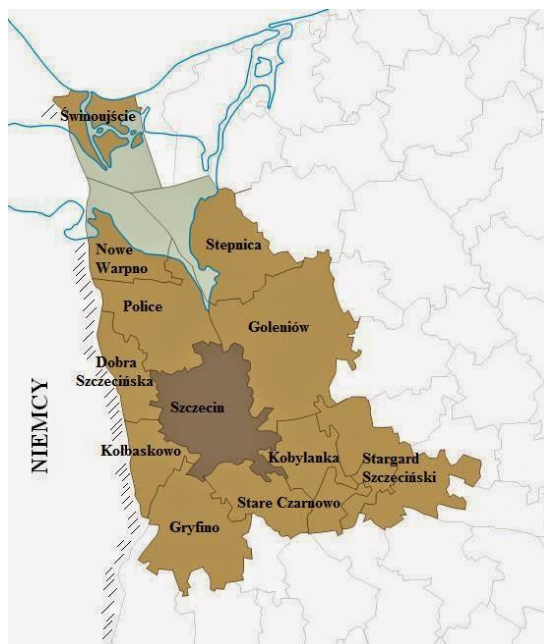 Świnoujście
Stepnica
Nowe
Warpno
Police
Goleniów
Dobra
Szczecińska
NIEMCY
Szczecin
Kołbaskowo
Kobylanka
Stargard
Szczeciński
Stare Czarnowo
Gryfino